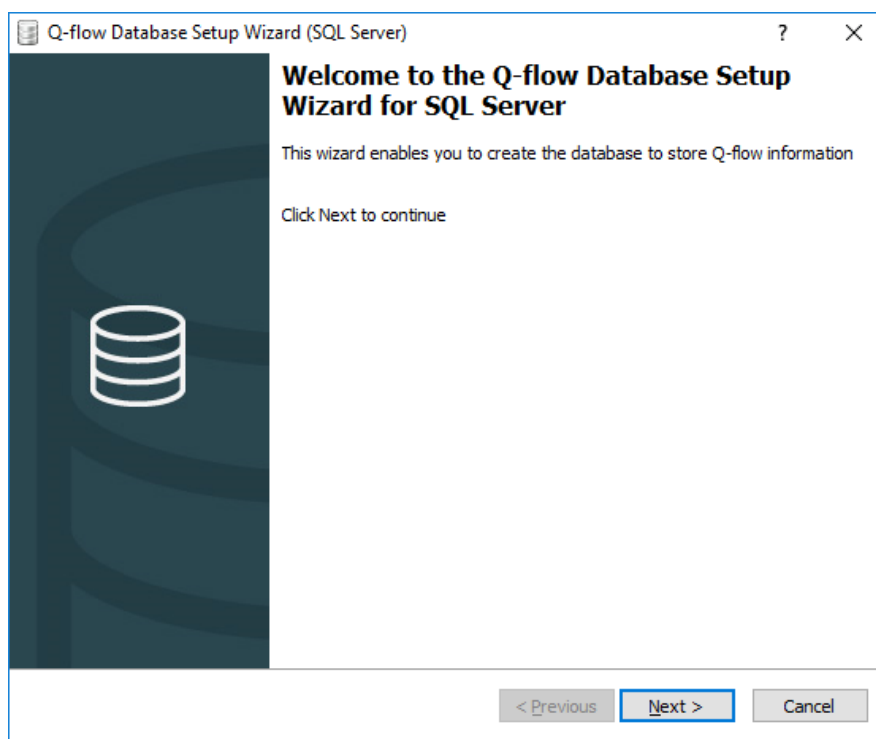 Q-flow Database Setup Wizard (SQL Server)
?
Welcome to the Q-flow Database Setup
Wizard for SQL Server
This wizard enables you to create the database to store Q-flow information
Click Next to continue
< Previous
Next >
Cancel